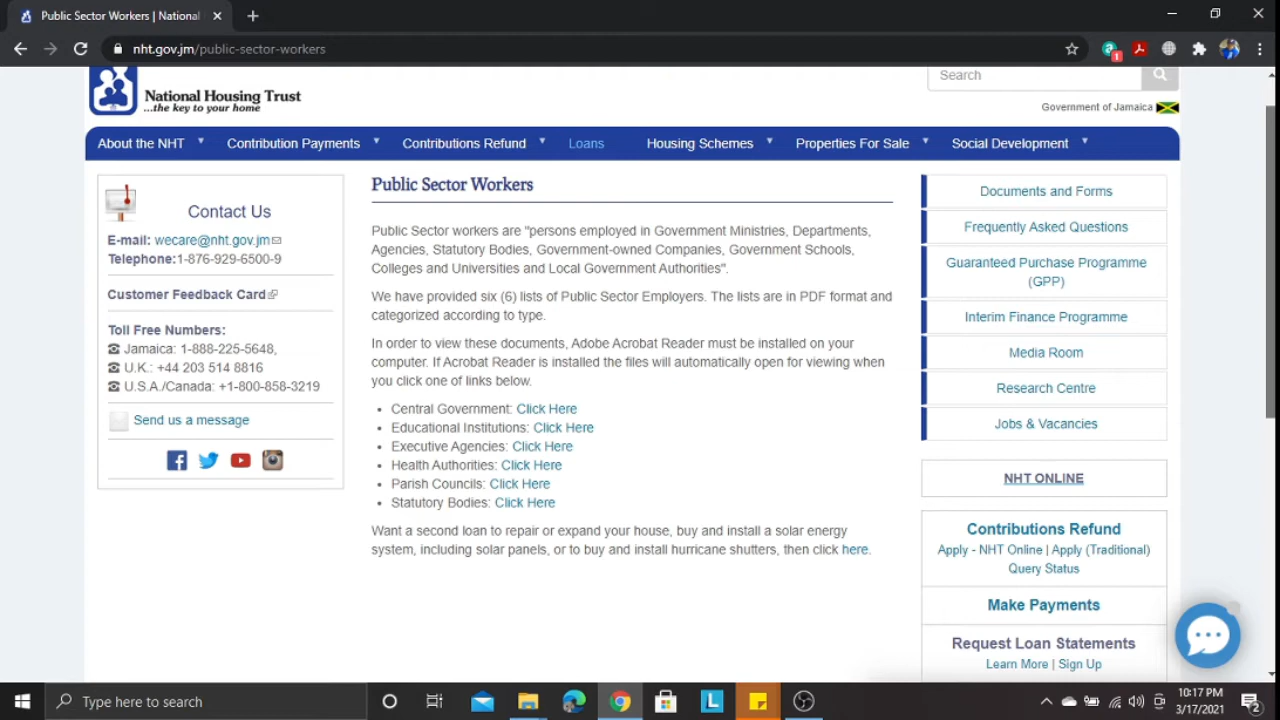 Public Sector Workers | National
nht.gov.jm/public-sector-workers
1
National Housing Trust
...the key to your home
Search
Government of Jamaica
About the NHT Contribution Payments Contributions Refund Loans Housing Schemes Properties For Sale Social Development
Contact Us
E-mail: wecare@nht.gov.jm
Telephone:1-876-929-6500-9
Customer Feedback Card
Toll Free Numbers:
Jamaica: 1-888-225-5648,
U.K.: +44 203 514 8816
U.S.A./Canada: +1-800-858-3219
Send us a message
Public Sector Workers
Public Sector workers are "persons employed in Government Ministries, Departments,
Agencies, Statutory Bodies, Government-owned Companies, Government Schools,
Colleges and Universities and Local Government Authorities".
We have provided six (6) lists of Public Sector Employers. The lists are in PDF format and
categorized according to type.
In order to view these documents, Adobe Acrobat Reader must be installed on your
computer. If Acrobat Reader is installed the files will automatically open for viewing when
you click one of links below.
• Central Government: Click Here
• Educational Institutions: Click Here
• Executive Agencies: Click Here
• Health Authorities: Click Here
• Parish Councils: Click Here
• Statutory Bodies: Click Here
Want a second loan to repair or expand your house, buy and install a solar energy
system, including solar panels, or to buy and install hurricane shutters, then click here.
Documents and Forms
Frequently Asked Questions
Guaranteed Purchase Programme
(GPP)
Interim Finance Programme
Media Room
Research Centre
Jobs & Vacancies
NHT ONLINE
Contributions Refund
Apply - NHT Online | Apply (Traditional)
Query Status
Make Payments
Request Loan Statements
Learn More | Sign Up
Type here to search
L
10:17 PM
3/17/2021
2